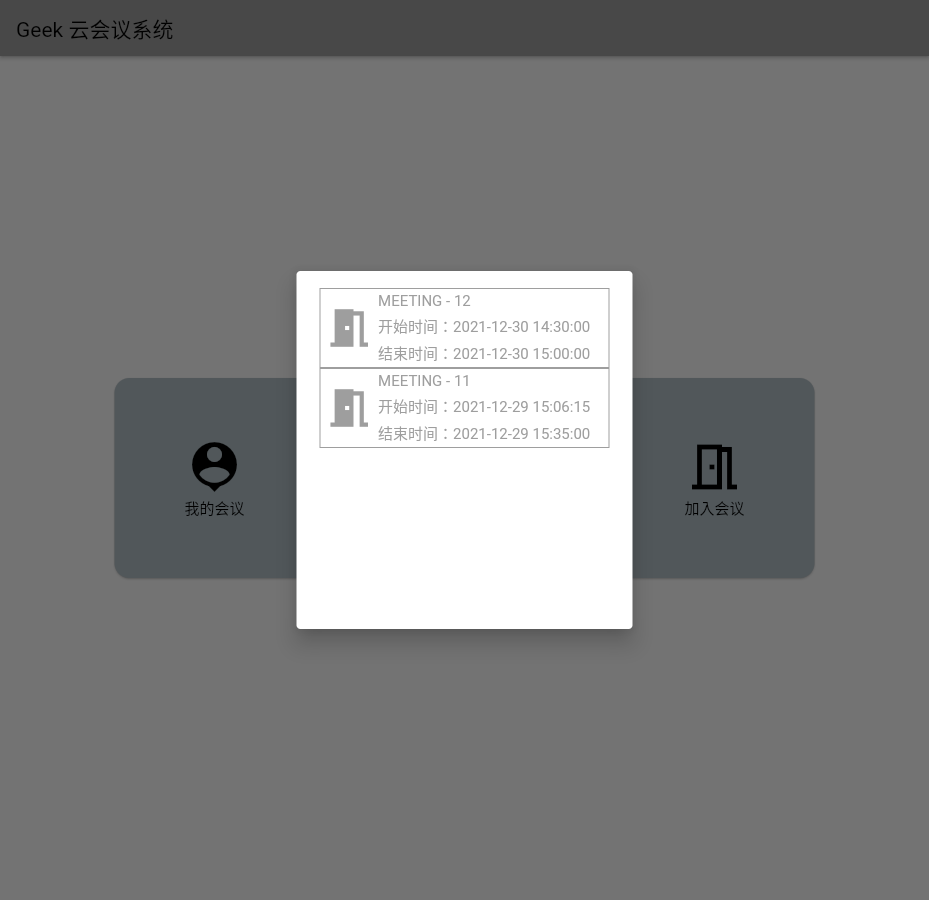 Geek 云会议系统
MEETING - 12
开始时间：2021-12-30 14:30:00
结束时间：2021-12-30 15:00:00
MEETING - 11
开始时间：2021-12-29 15:06:15
结束时间：2021-12-29 15:35:00
我的会议
加入会议